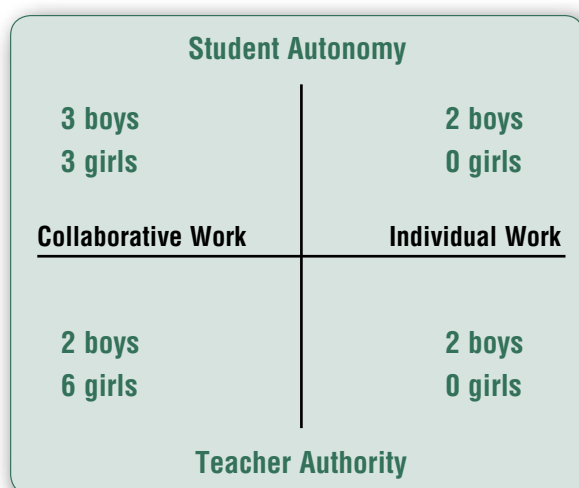 Student Autonomy
3 boys
3 girls
2 boys
0 girls
Collaborative Work
Individual Work
2 boys
6 girls
2 boys
0 girls
Teacher Authority